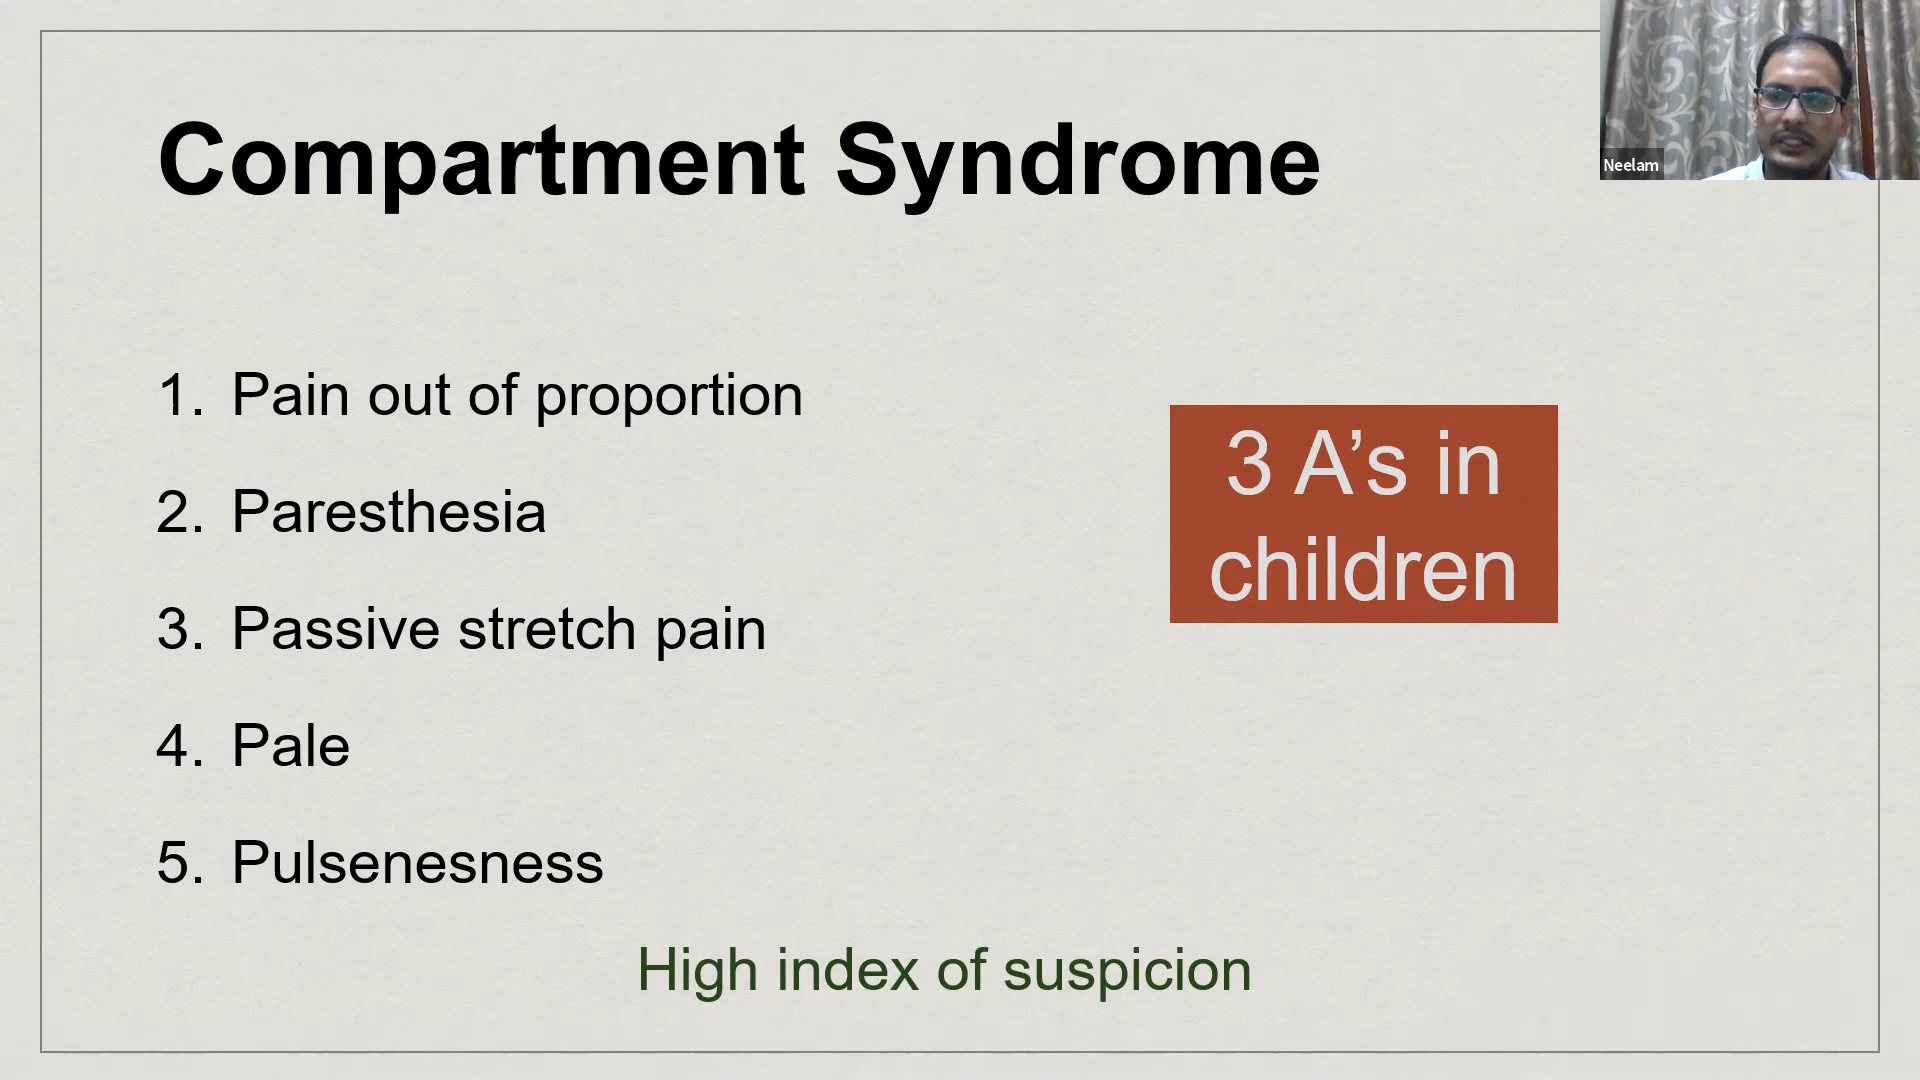 Compartment Syndrome
Neelam
1. Pain out of proportion
2. Paresthesia
3. Passive stretch pain
4. Pale
5. Pulsenesness
3 A’s in
children
High index of suspicion